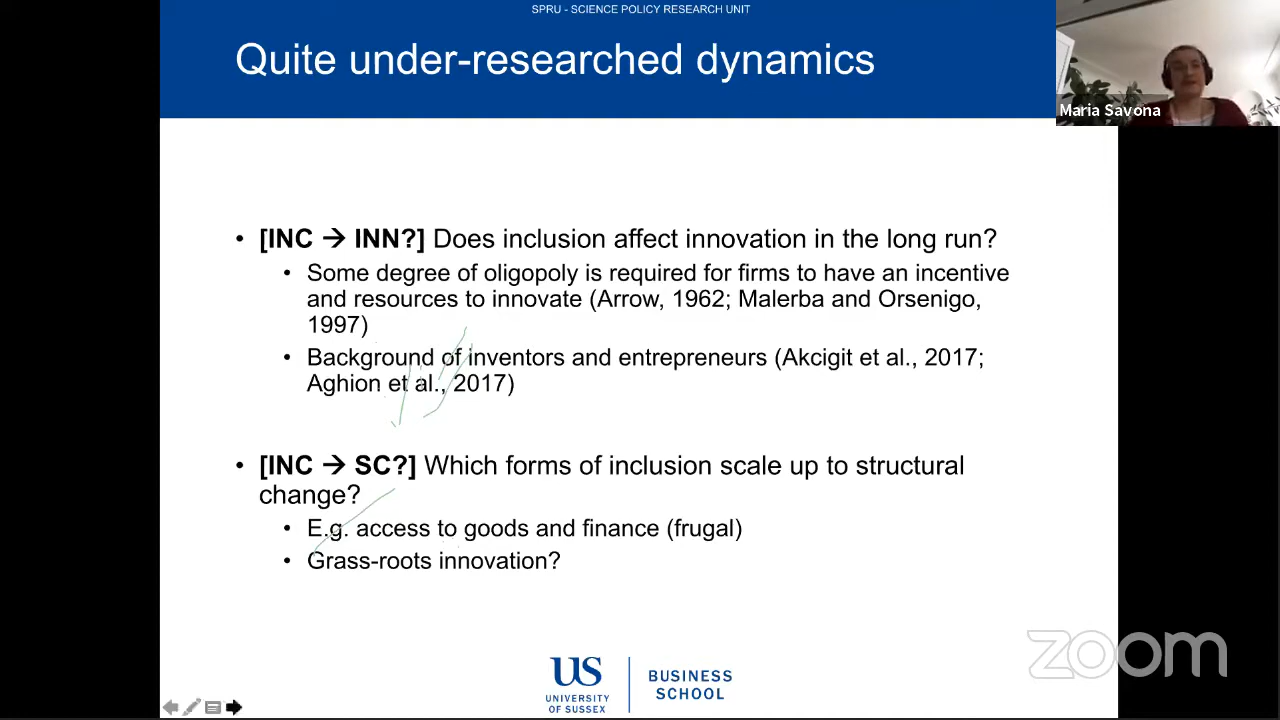 SPRU - SCIENCE POLICY RESEARCH UNIT
Quite under-researched dynamics
Maria Savona
• [INC → INN?] Does inclusion affect innovation in the long run?
• Some degree of oligopoly is required for firms to have an incentive
and resources to innovate (Arrow, 1962; Malerba and Orsenigo,
1997)
• Background of inventors and entrepreneurs (Akcigit et al., 2017;
Aghion et al., 2017)
• [INC → SC?] Which forms of inclusion scale up to structural
change?
• E.g. access to goods and finance (frugal)
• Grass-roots innovation?
zoom
US
UNIVERSITY
OF SUSSEX
BUSINESS
SCHOOL